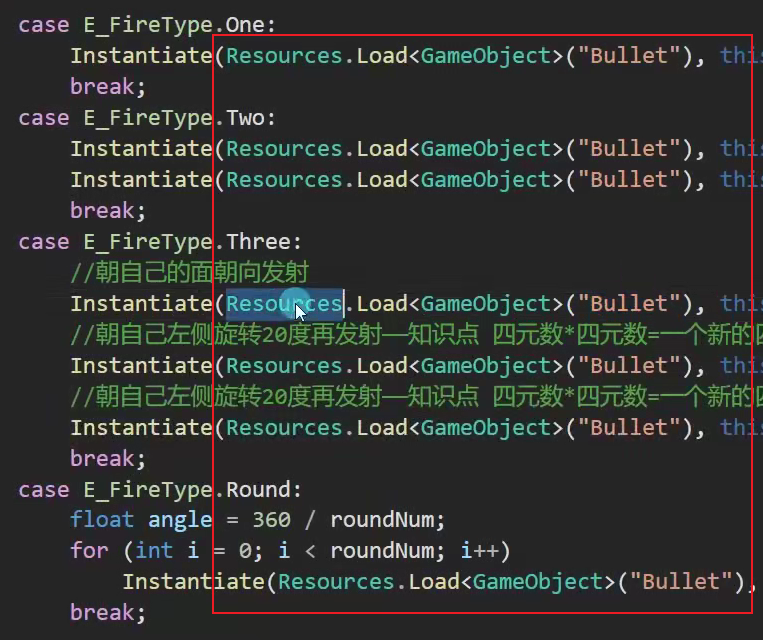 case E_FireType.One:
Instantiate(Resources.Load<GameObject>("Bullet"), this
break;
case E_FireType.Two:
Instantiate(Resources.Load<GameObject>("Bullet"), this
Instantiate(Resources.Load<GameObject>("Bullet"), this
break;
case E_FireType.Three:
//朝自己的面朝向发射
Instantiate(Resources.Load<GameObject>("Bullet"), this
//朝自己左侧旋转20度再发射——知识点 四元数*四元数=一个新的四
Instantiate(Resources.Load<GameObject>("Bullet"), this
//朝自己左侧旋转20度再发射——知识点 四元数*四元数=一个新的四
Instantiate(Resources.Load<GameObject>("Bullet"), this
break;
case E_FireType.Round:
float angle = 360 / roundNum;
for (int i = 0; i < roundNum; i++)
Instantiate(Resources.Load<GameObject>("Bullet"),
break;